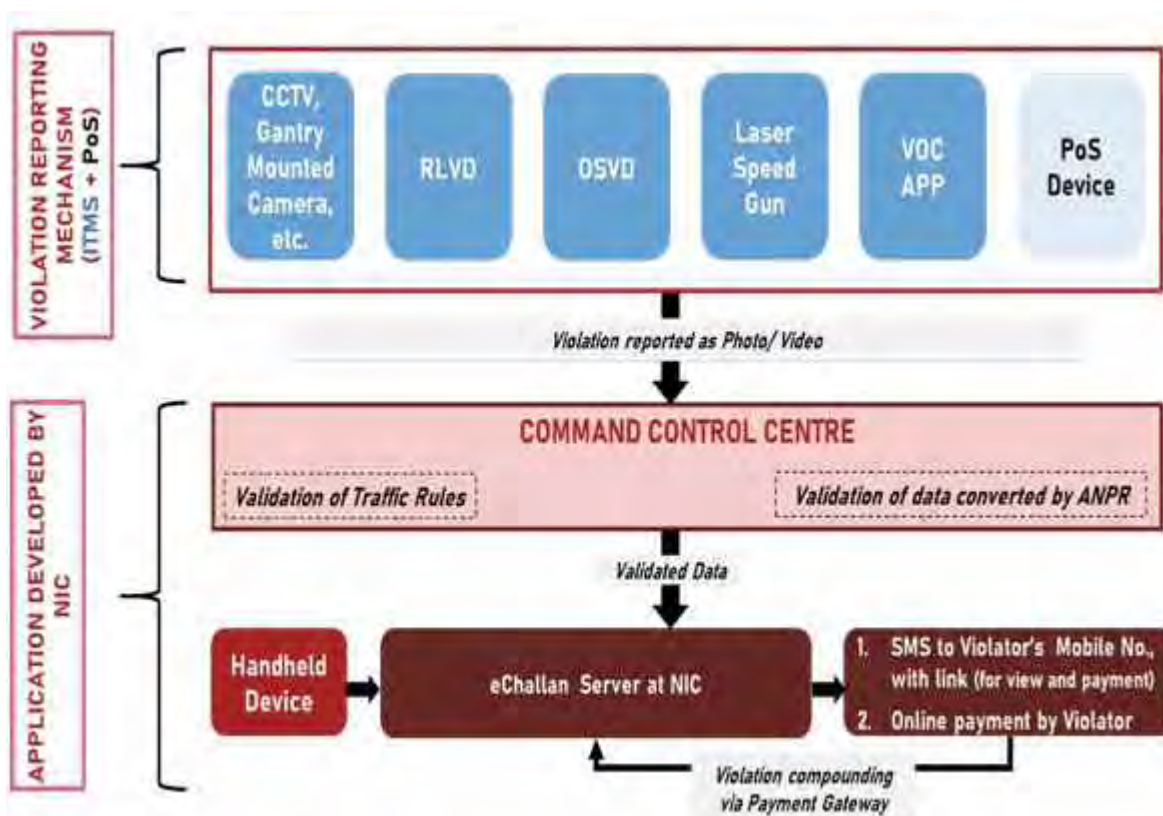 VIOLATION REPORTING
MECHANISM
(ITMS + PoS)
CCTV,
Gantry
Mounted
Camera,
etc.
RLVD
OSVD
Laser
Speed
Gun
VOC
APP
PoS
Device
Violation reported as Photo/ Video
APPLICATION DEVELOPED BY
NIC
COMMAND CONTROL CENTRE
Validation of Traffic Rules
Validation of data converted by ANPR
Validated Data
Handheld
Device
eChallan Server at NIC
1. SMS to Violator's Mobile No.,
with link (for view and payment)
2. Online payment by Violator
Violation compounding
via Payment Gateway